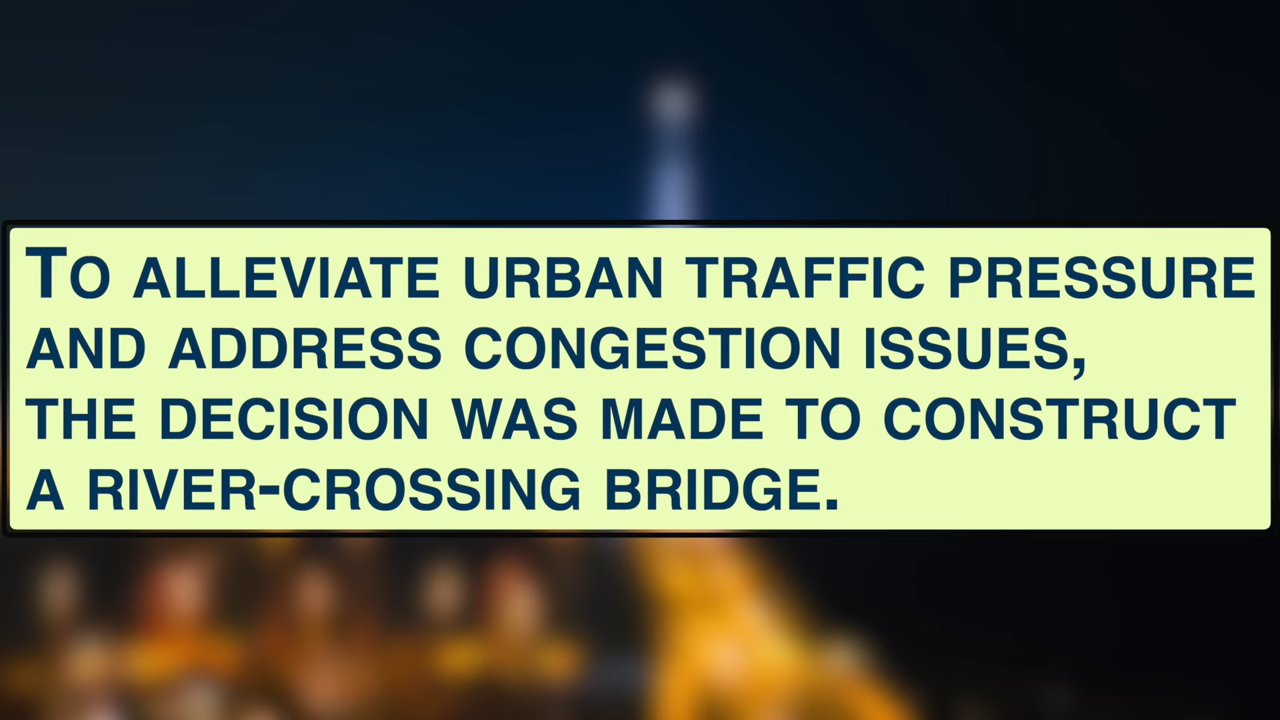 To alleviate urban traffic pressure
and address congestion issues,
the decision was made to construct
a river-crossing bridge.